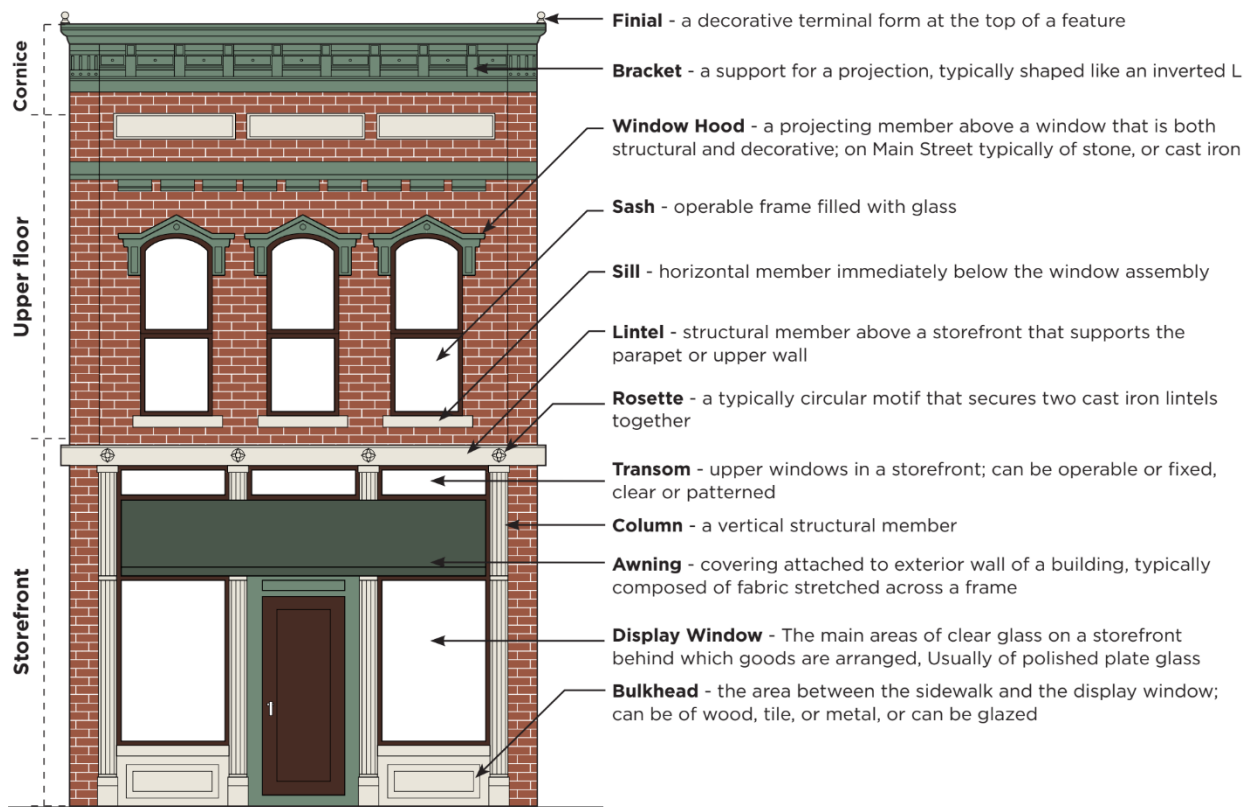 Finial - a decorative terminal form at the top of a feature
Cornice
Bracket - a support for a projection, typically shaped like an inverted L
Window Hood - a projecting member above a window that is both
structural and decorative; on Main Street typically of stone, or cast iron
Upper floor
Sash - operable frame filled with glass
Sill - horizontal member immediately below the window assembly
Lintel - structural member above a storefront that supports the
parapet or upper wall
Rosette - a typically circular motif that secures two cast iron lintels
together
Transom - upper windows in a storefront; can be operable or fixed,
clear or patterned
Column - a vertical structural member
Awning - covering attached to exterior wall of a building, typically
composed of fabric stretched across a frame
Storefront
Display Window - The main areas of clear glass on a storefront
behind which goods are arranged, Usually of polished plate glass
Bulkhead - the area between the sidewalk and the display window;
can be of wood, tile, or metal, or can be glazed